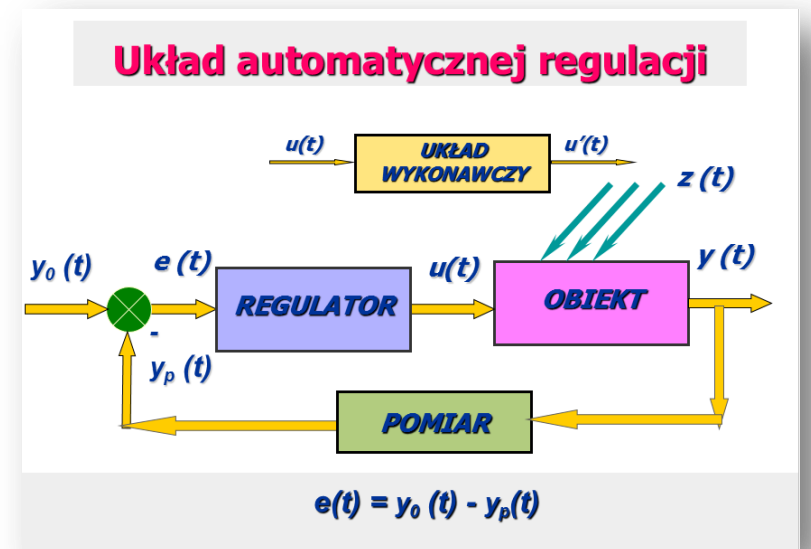 Układ automatycznej regulacji
u(t)
UKŁAD
WYKONAWCZY
u’(t)
z (t)
y₀ (t)
e (t)
REGULATOR
u(t)
OBIEKT
y (t)
-
yₚ (t)
POMIAR
e(t) = y₀ (t) - yₚ(t)